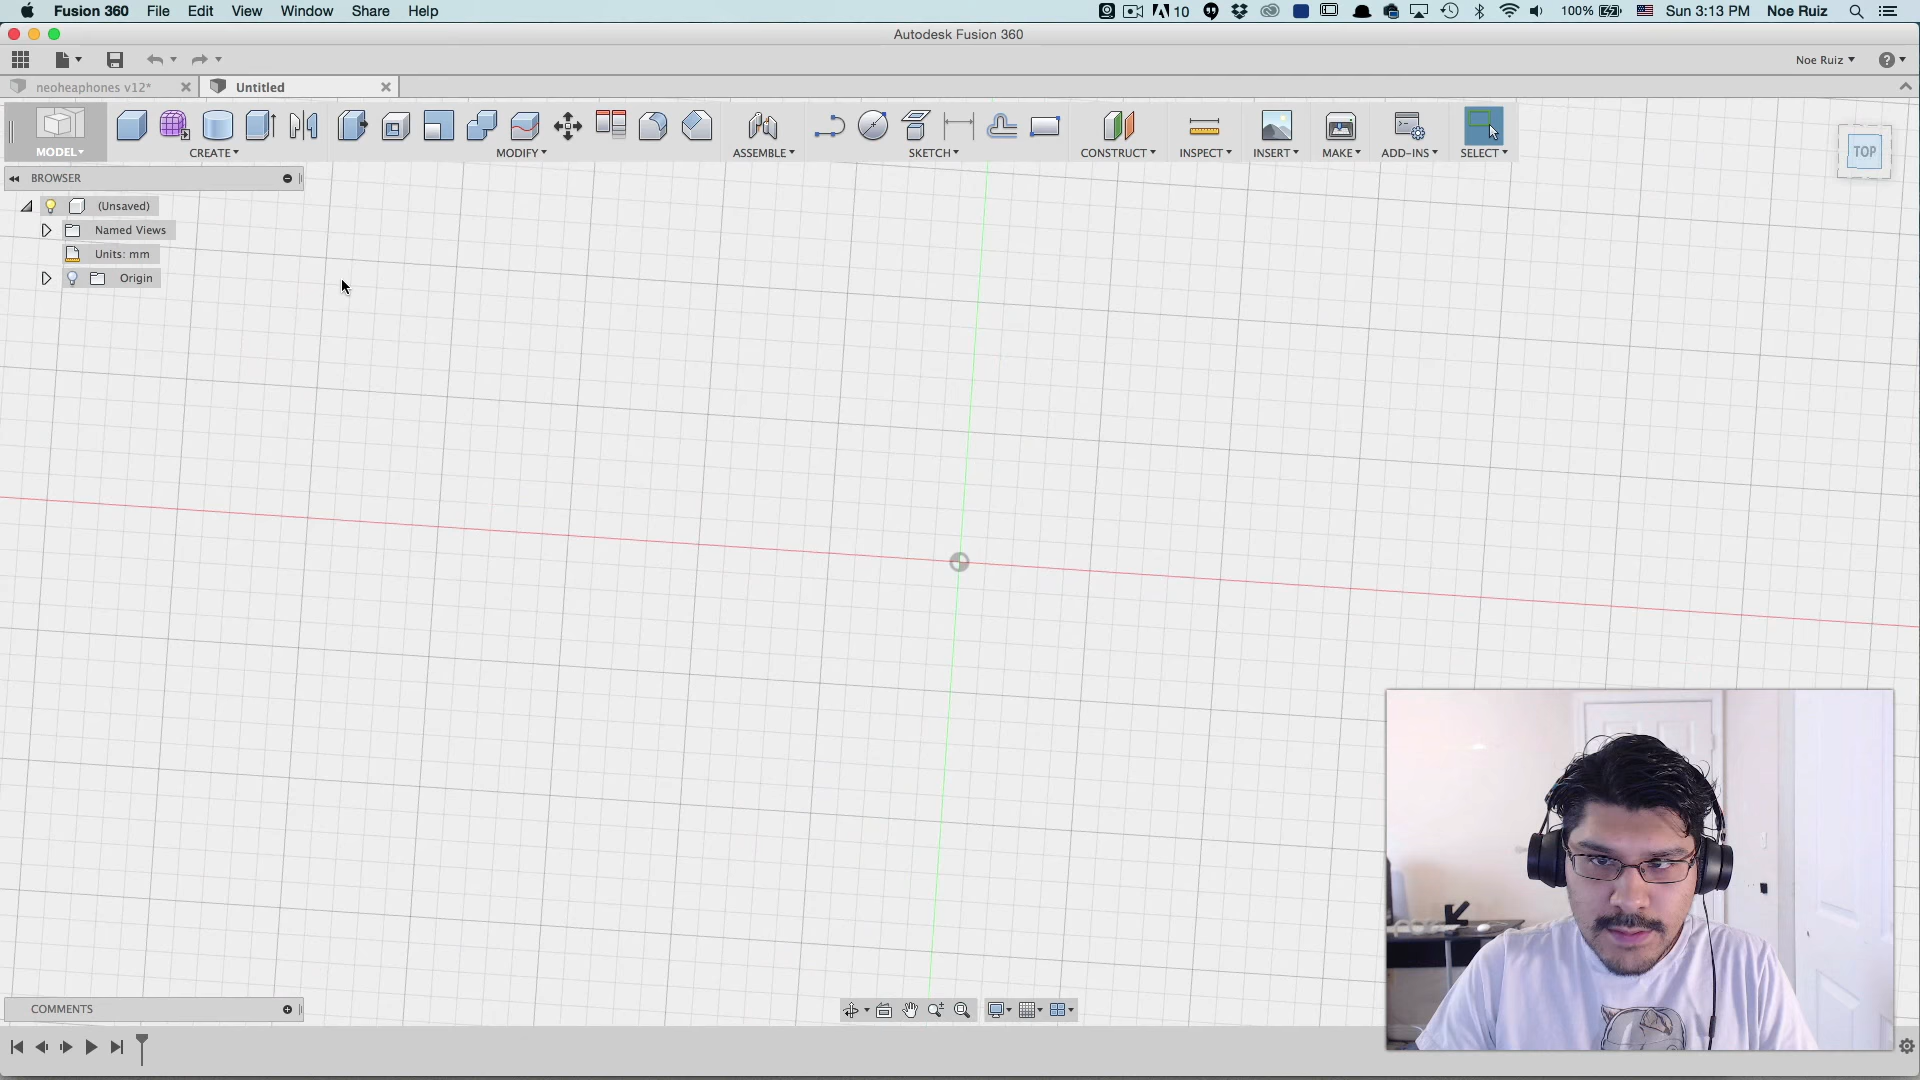 Fusion 360 File Edit View Window Share Help 10 100% Sun 3:13 PM Noe Ruiz
Autodesk Fusion 360
Noe Ruiz
neoheaphones v12* Untitled
MODEL CREATE MODIFY ASSEMBLE SKETCH CONSTRUCT INSPECT INSERT MAKE ADD-INS SELECT
TOP
BROWSER
(Unsaved)
Named Views
Units: mm
Origin
COMMENTS